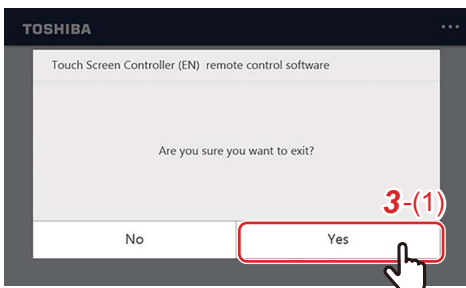 TOSHIBA
...
Touch Screen Controller (EN) remote control software
Are you sure you want to exit?
3-(1)
No Yes